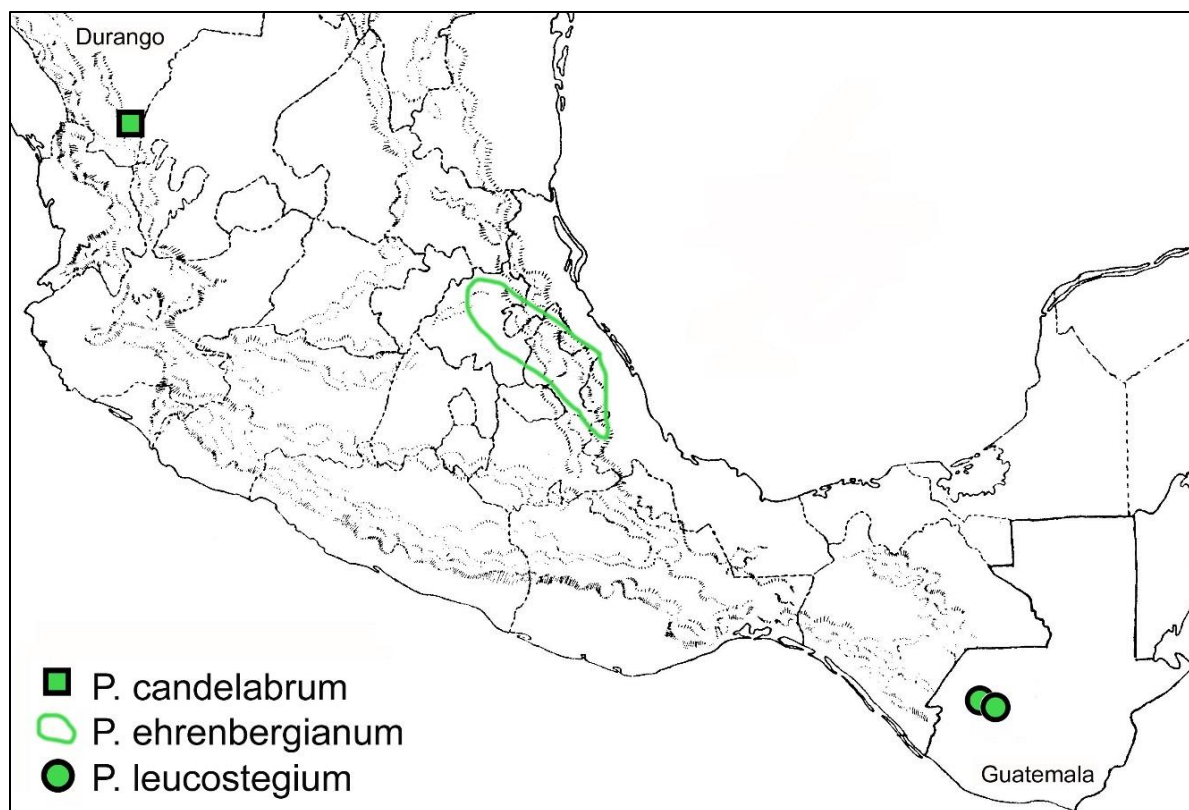 Durango
P. candelabrum
P. ehrenbergianum
P. leucostegium
Guatemala